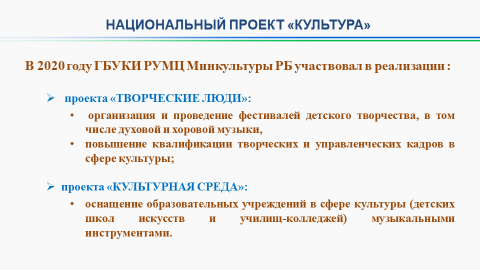 НАЦИОНАЛЬНЫЙ ПРОЕКТ «КУЛЬТУРА»
В 2020 году ГБУКИ РУМЦ Минкультуры РБ участвовал в реализации :
➢ проекта «ТВОРЧЕСКИЕ ЛЮДИ»:
• организация и проведение фестивалей детского творчества, в том
числе духовой и хоровой музыки,
• повышение квалификации творческих и управленческих кадров в
сфере культуры;
➢ проекта «КУЛЬТУРНАЯ СРЕДА»:
• оснащение образовательных учреждений в сфере культуры (детских
школ искусств и училищ-колледжей) музыкальными
инструментами.